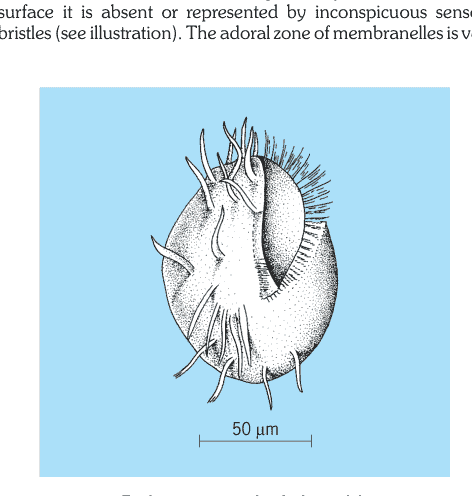 surface it is absent or represented by inconspicuous sense
bristles (see illustration). The adoral zone of membranelles is
50 μm